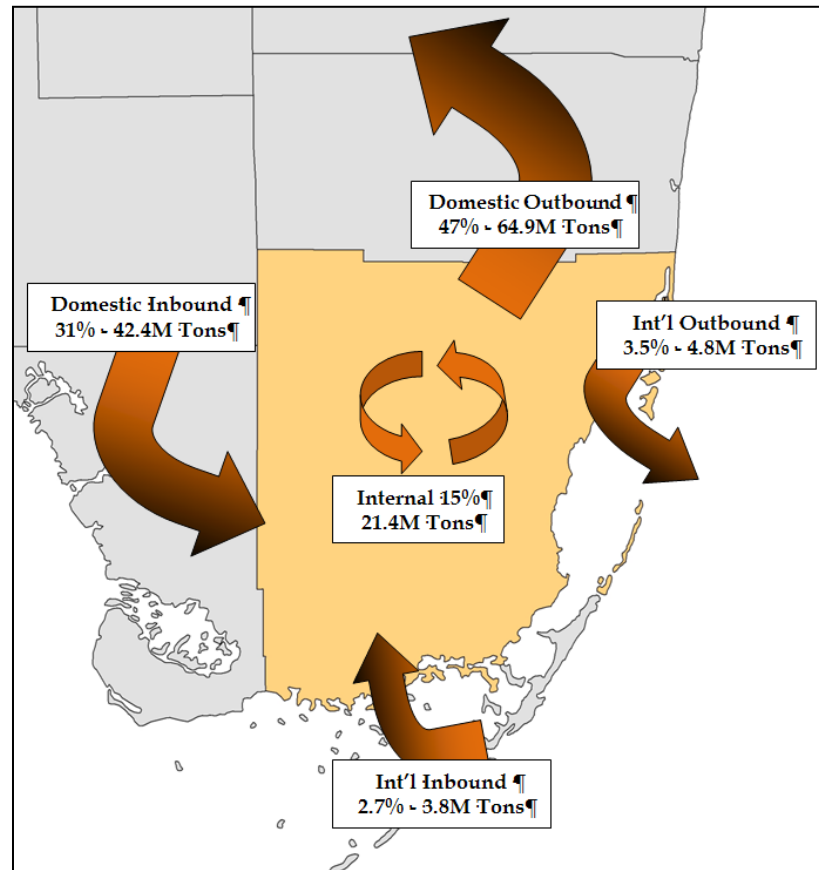 Domestic Outbound ¶
47% - 64.9M Tons¶
Domestic Inbound ¶
31% - 42.4M Tons¶
Int'l Outbound ¶
3.5% - 4.8M Tons¶
Internal 15%¶
21.4M Tons¶
Int'l Inbound ¶
2.7% - 3.8M Tons¶